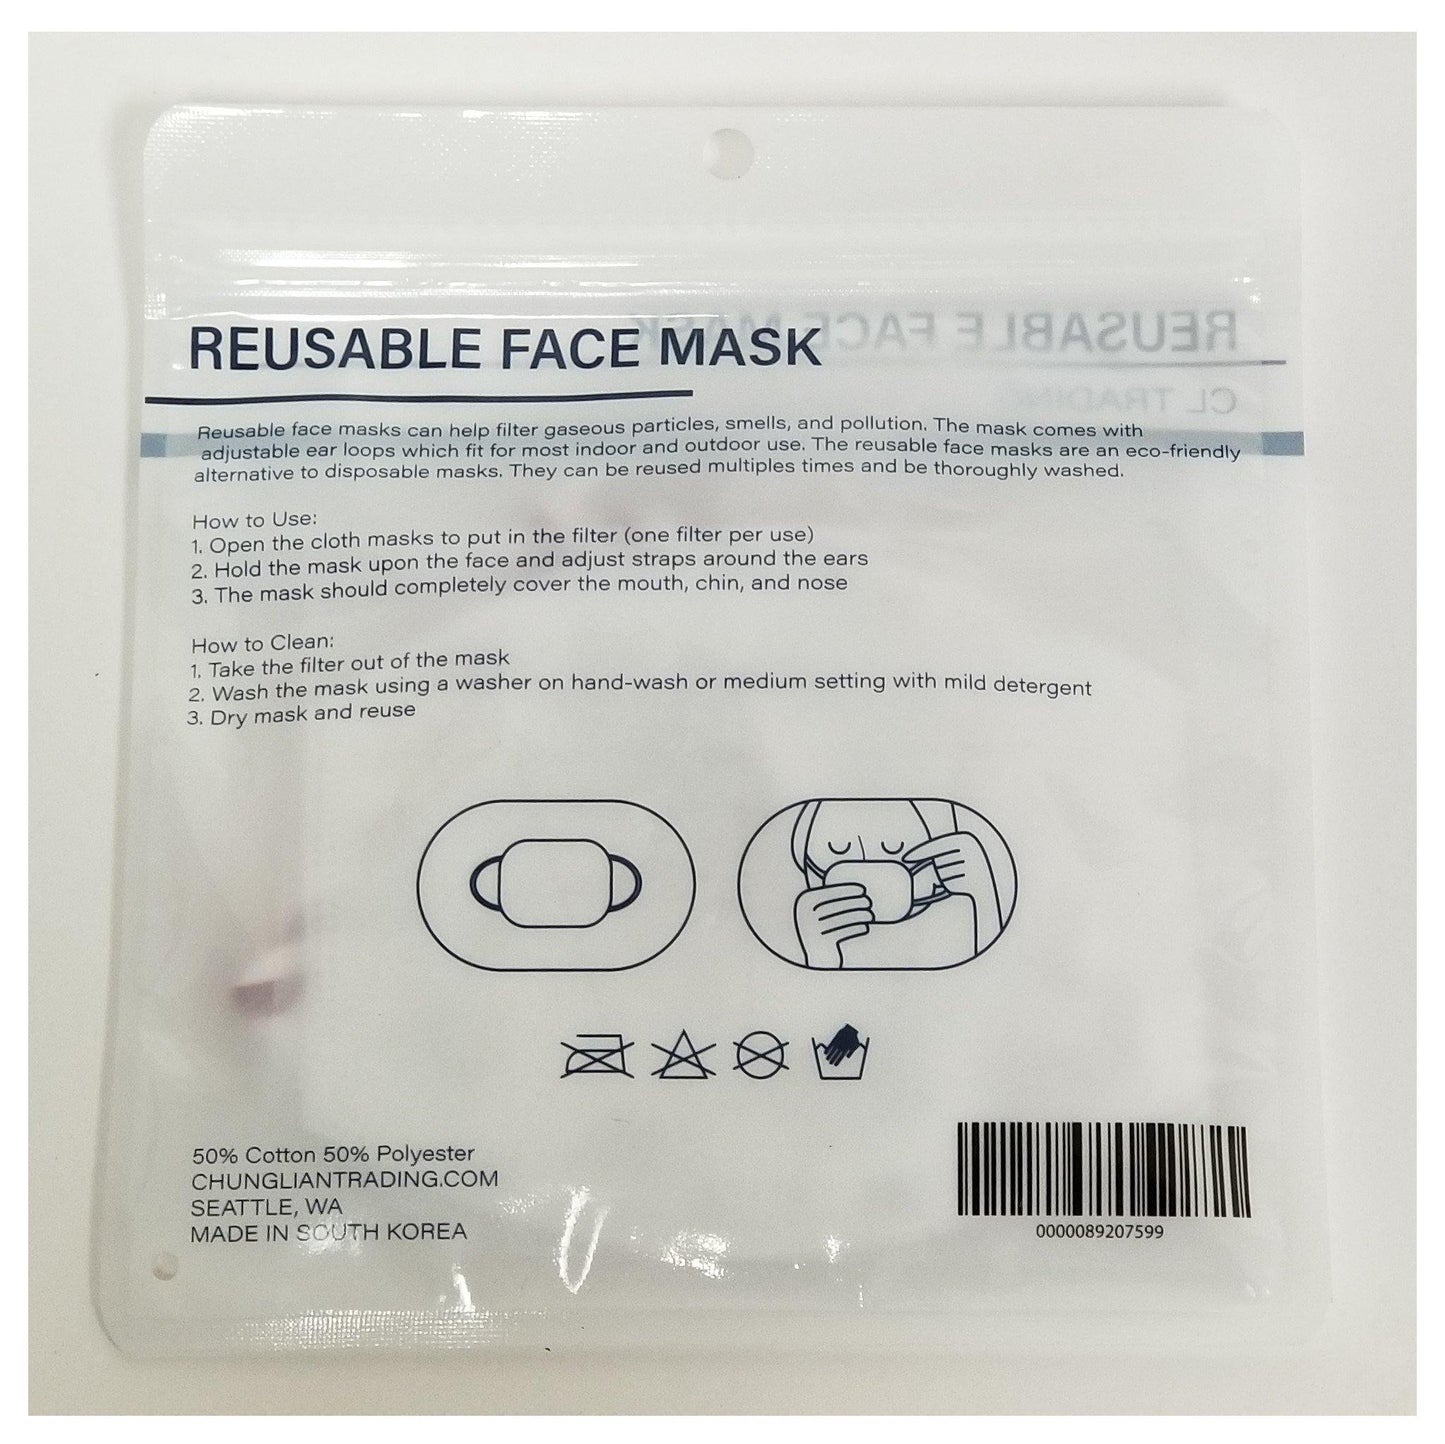 REUSABLE FACE MASK
REUSABLE FACE MASK
CL TRADING
Reusable face masks can help filter gaseous particles, smells, and pollution. The mask comes with
adjustable ear loops which fit for most indoor and outdoor use. The reusable face masks are an eco-friendly
alternative to disposable masks. They can be reused multiples times and be thoroughly washed.
How to Use:
1. Open the cloth masks to put in the filter (one filter per use)
2. Hold the mask upon the face and adjust straps around the ears
3. The mask should completely cover the mouth, chin, and nose
How to Clean:
1. Take the filter out of the mask
2. Wash the mask using a washer on hand-wash or medium setting with mild detergent
3. Dry mask and reuse
50% Cotton 50% Polyester
CHUNGLIANTRADING.COM
SEATTLE, WA
MADE IN SOUTH KOREA
0000089207599